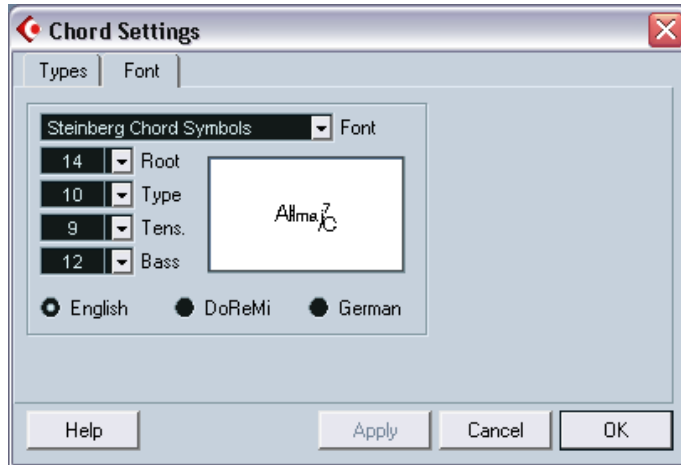 Chord Settings
Types Font
Steinberg Chord Symbols Font
14 Root
10 Type
9 Tens.
12 Bass
A#maj7/C
English DoReMi German
Help Apply Cancel OK